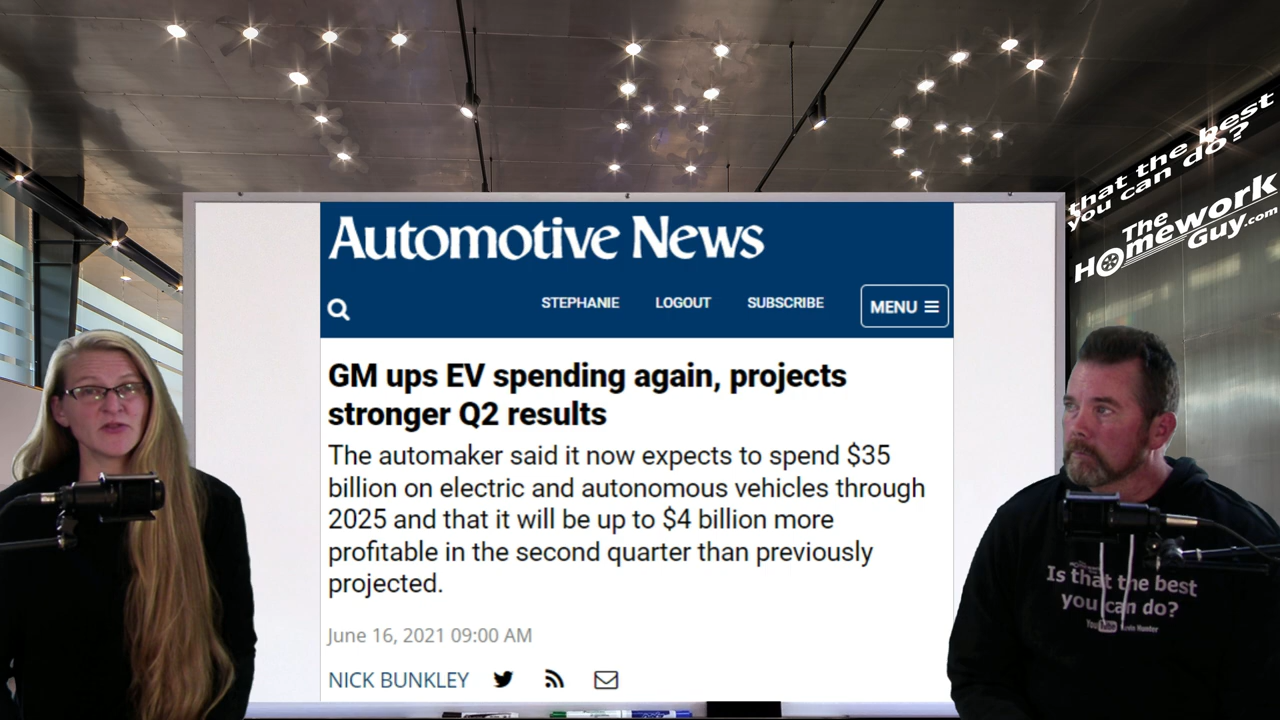 Automotive News
STEPHANIE LOGOUT SUBSCRIBE MENU
GM ups EV spending again, projects
stronger Q2 results
The automaker said it now expects to spend $35
billion on electric and autonomous vehicles through
2025 and that it will be up to $4 billion more
profitable in the second quarter than previously
projected.
June 16, 2021 09:00 AM
NICK BUNKLEY
that the best
you can do?
The
Homework
Guy.com
Is that the best
you can do?
YouTube Kevin Hunter